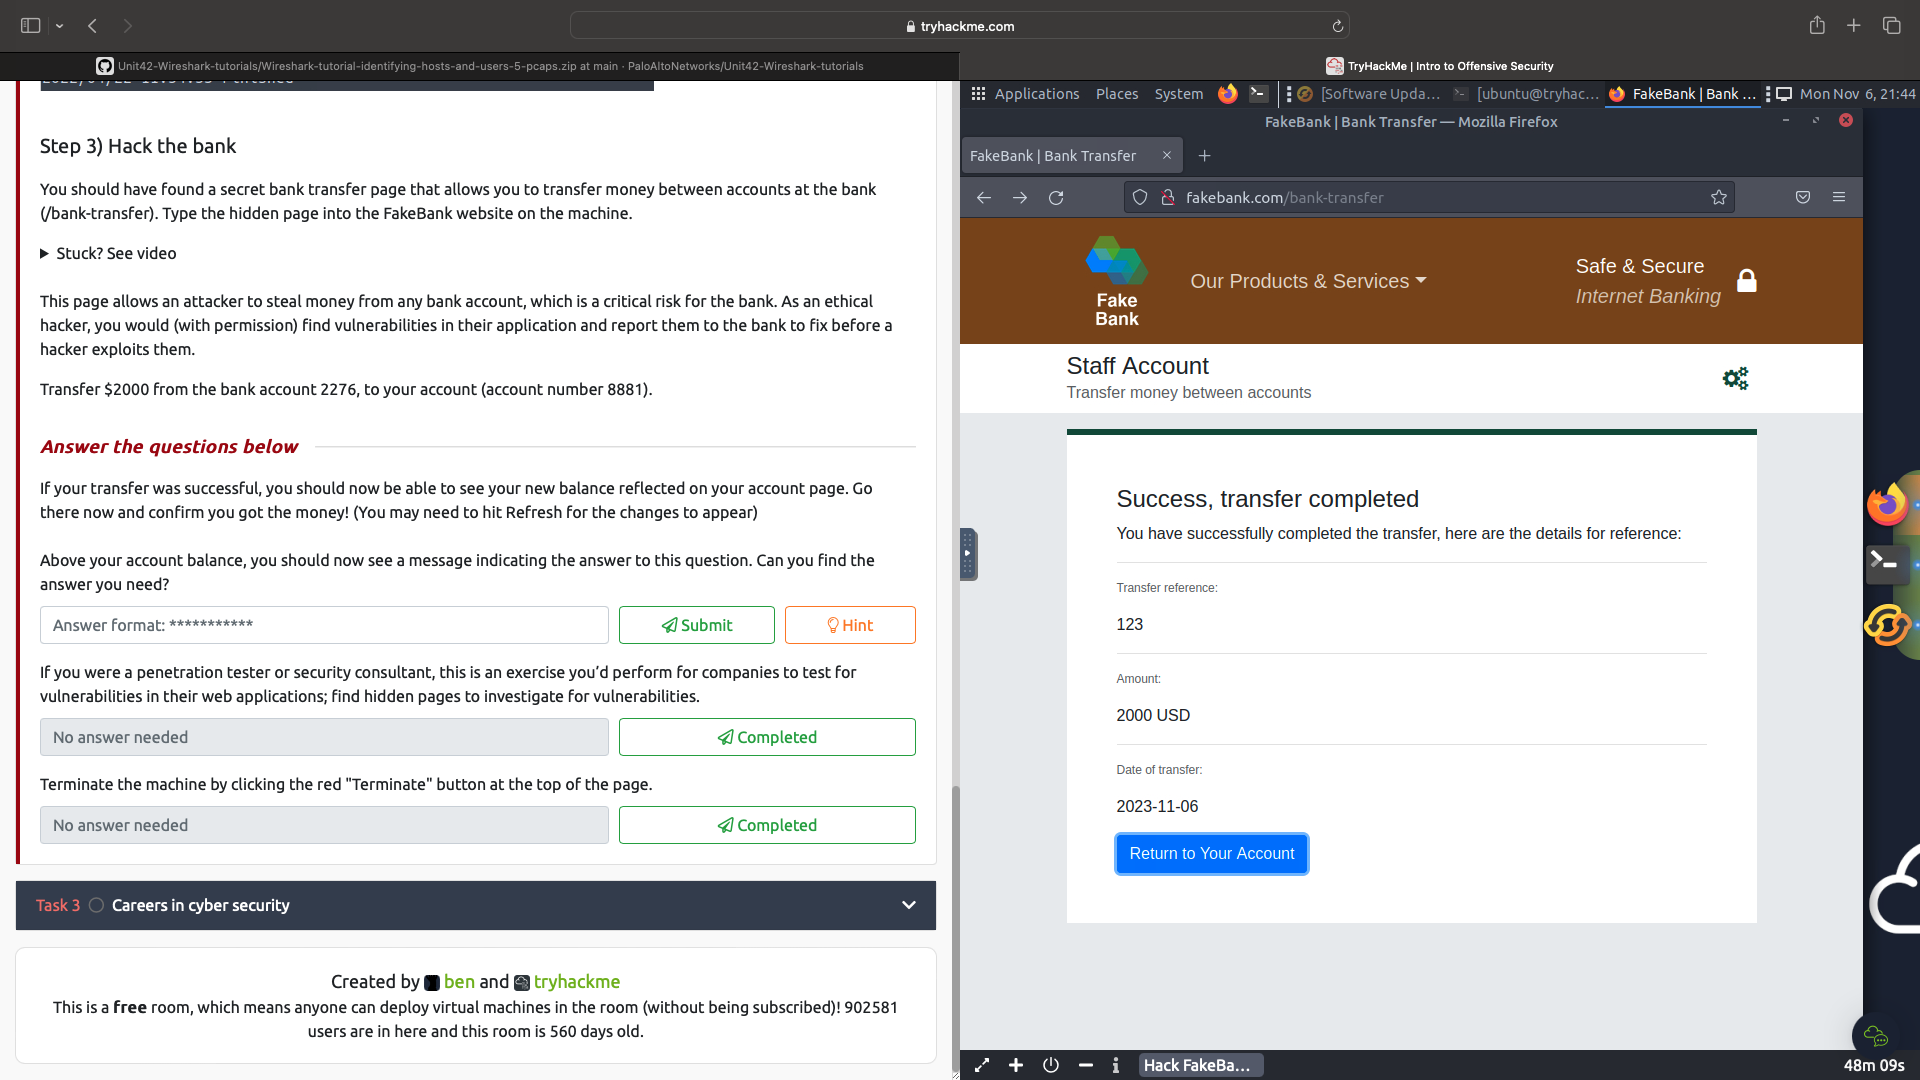 tryhackme.com
Unit42-Wireshark-tutorials/Wireshark-tutorial-identifying-hosts-and-users-5-pcaps.zip at main · PaloAltoNetworks/Unit42-Wireshark-tutorials
TryHackMe | Intro to Offensive Security
Step 3) Hack the bank
You should have found a secret bank transfer page that allows you to transfer money between accounts at the bank
(/bank-transfer). Type the hidden page into the FakeBank website on the machine.
Stuck? See video
This page allows an attacker to steal money from any bank account, which is a critical risk for the bank. As an ethical
hacker, you would (with permission) find vulnerabilities in their application and report them to the bank to fix before a
hacker exploits them.
Transfer $2000 from the bank account 2276, to your account (account number 8881).
Answer the questions below
If your transfer was successful, you should now be able to see your new balance reflected on your account page. Go
there now and confirm you got the money! (You may need to hit Refresh for the changes to appear)
Above your account balance, you should now see a message indicating the answer to this question. Can you find the
answer you need?
Answer format: ***********
Submit
Hint
If you were a penetration tester or security consultant, this is an exercise you’d perform for companies to test for
vulnerabilities in their web applications; find hidden pages to investigate for vulnerabilities.
No answer needed
Completed
Terminate the machine by clicking the red "Terminate" button at the top of the page.
No answer needed
Completed
Task 3 Careers in cyber security
Created by ben and tryhackme
This is a free room, which means anyone can deploy virtual machines in the room (without being subscribed)! 902581
users are in here and this room is 560 days old.
Applications Places System [Software Upda... [ubuntu@tryhac... FakeBank | Bank ... Mon Nov 6, 21:44
FakeBank | Bank Transfer — Mozilla Firefox
FakeBank | Bank Transfer
fakebank.com/bank-transfer
Fake
Bank
Our Products & Services
Safe & Secure
Internet Banking
Staff Account
Transfer money between accounts
Success, transfer completed
You have successfully completed the transfer, here are the details for reference:
Transfer reference:
123
Amount:
2000 USD
Date of transfer:
2023-11-06
Return to Your Account
Hack FakeBa...
48m 09s